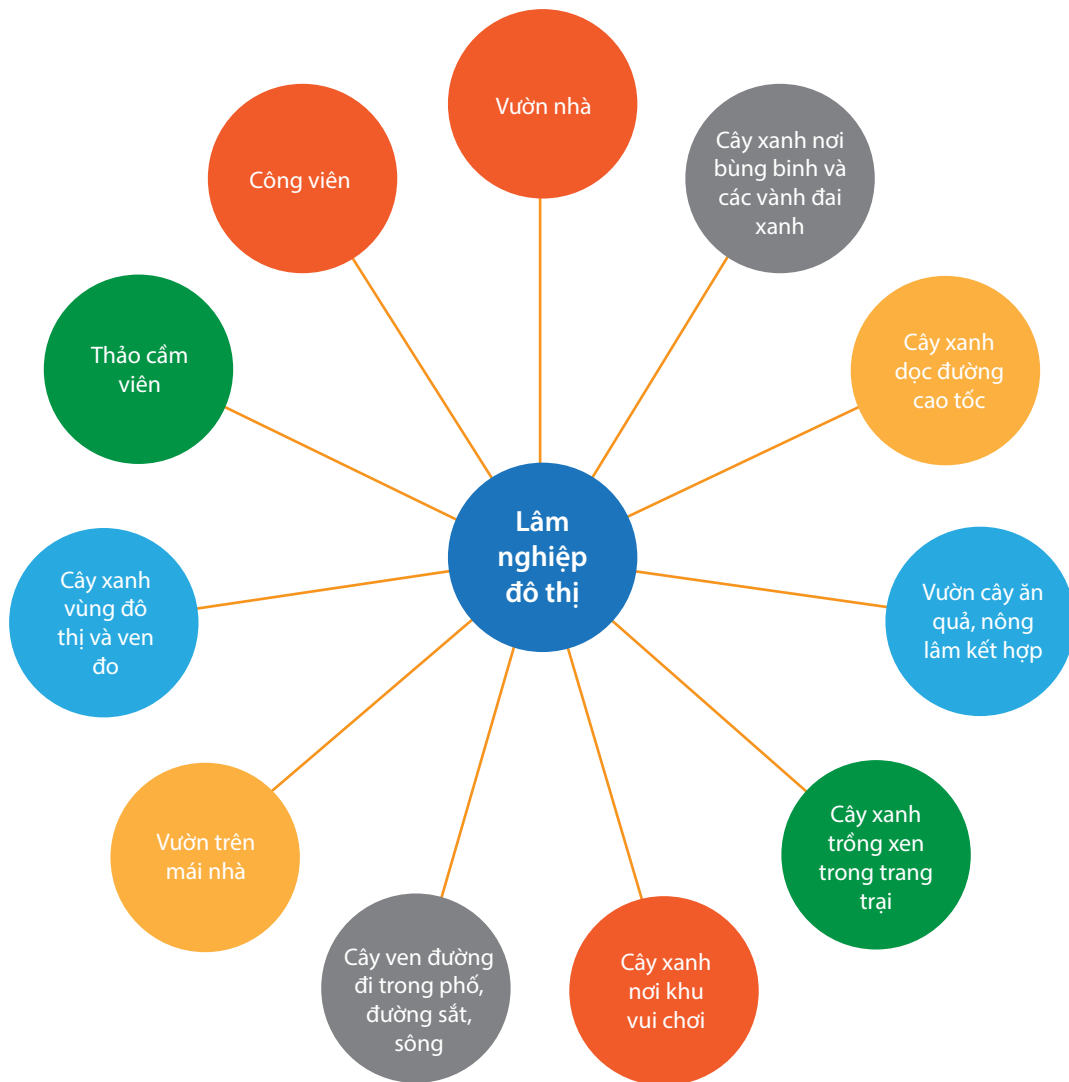 Vườn nhà
Cây xanh nơi
bùng binh và
các vành đai
xanh
Công viên
Cây xanh
dọc đường
cao tốc
Thảo cầm
viên
Lâm
nghiệp
đô thị
Cây xanh
vùng đô
thị và ven
đo
Vườn cây ăn
quả, nông
lâm kết hợp
Vườn trên
mái nhà
Cây xanh
trồng xen
trong trang
trại
Cây ven đường
đi trong phố,
đường sắt,
sông
Cây xanh
nơi khu
vui chơi